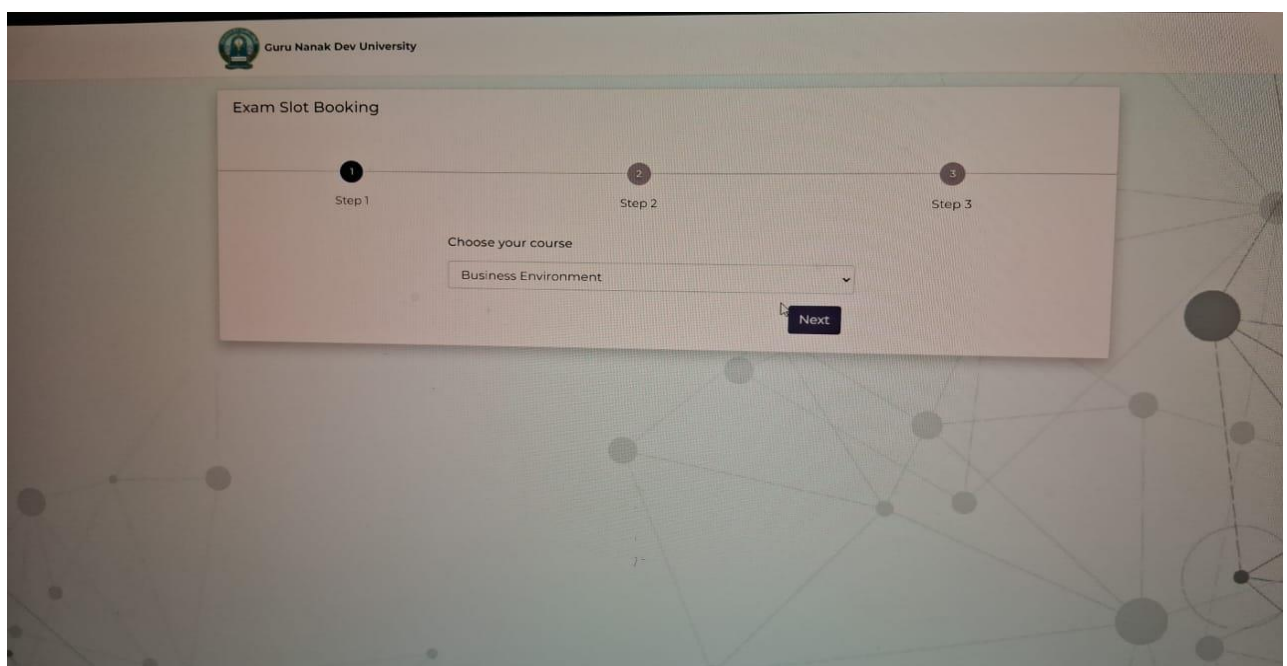 Guru Nanak Dev University
Exam Slot Booking
1 2 3
Step 1 Step 2 Step 3
Choose your course
Business Environment
Next